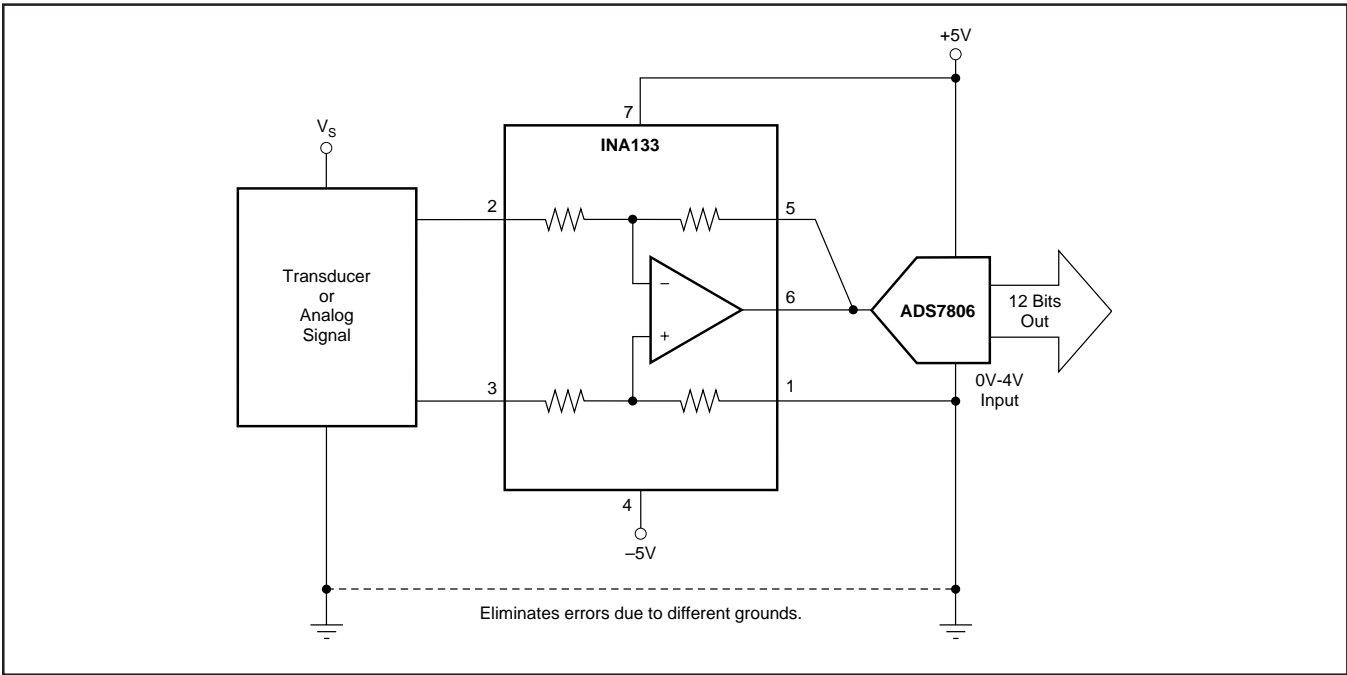 +5V
7
V_S
INA133
2
5
Transducer
or
Analog
Signal
−
6
ADS7806
12 Bits
Out
+
3
1
0V-4V
Input
4
–5V
Eliminates errors due to different grounds.